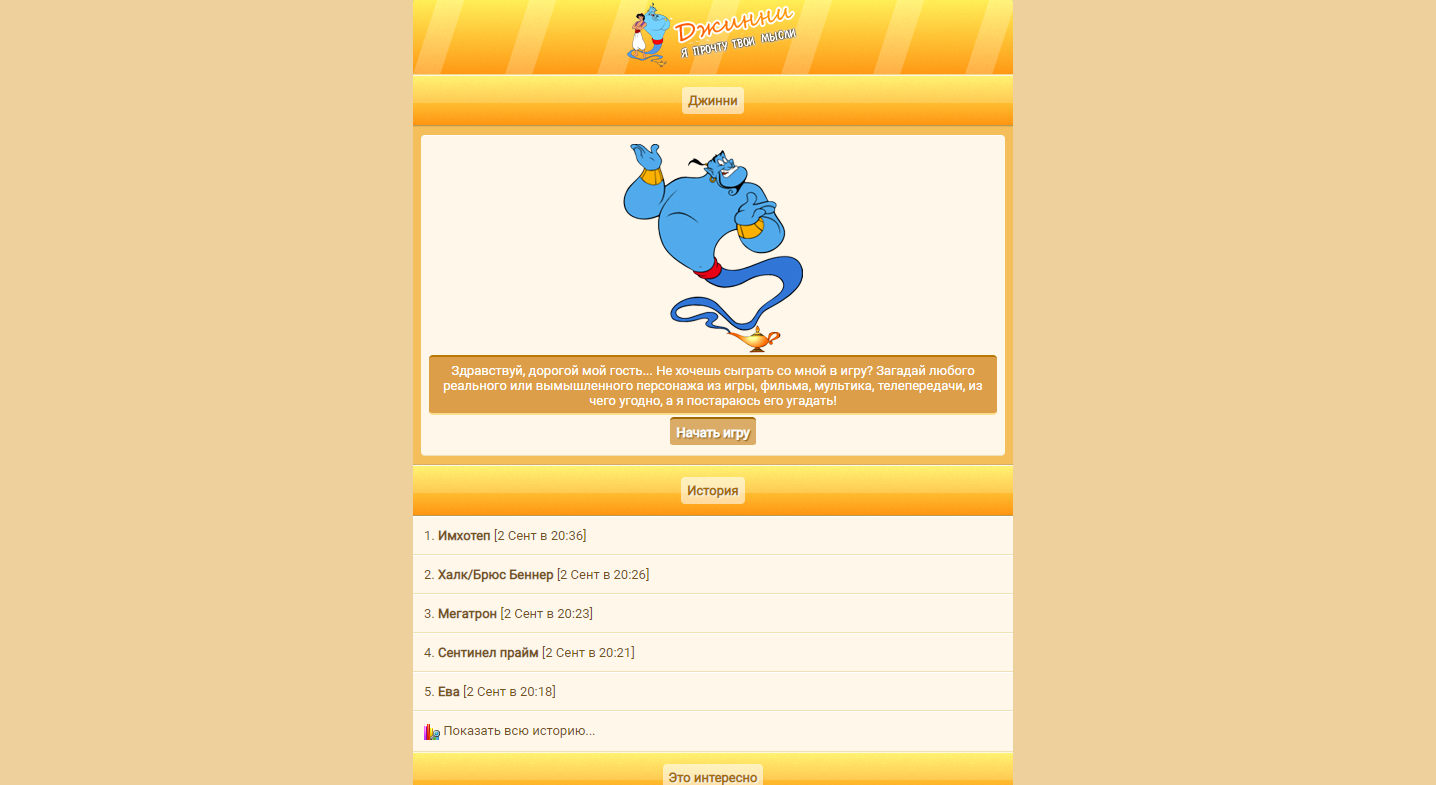 Джинни
Я ПРОЧТУ ТВОИ МЫСЛИ
Джинни
Здравствуй, дорогой мой гость... Не хочешь сыграть со мной в игру? Загадай любого
реального или вымышленного персонажа из игры, фильма, мультика, телепередачи, из
чего угодно, а я постараюсь его угадать!
Начать игру
История
1. Имхотеп [2 Сент в 20:36]
2. Халк/Брюс Беннер [2 Сент в 20:26]
3. Мегатрон [2 Сент в 20:23]
4. Сентинел прайм [2 Сент в 20:21]
5. Ева [2 Сент в 20:18]
Показать всю историю...
Это интересно